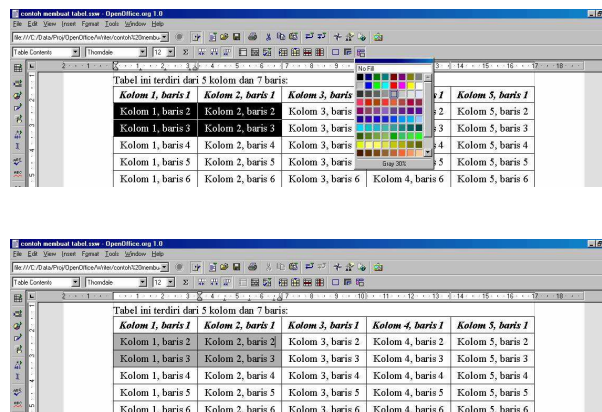 contoh membuat tabel.sxw - OpenOffice.org 1.0
File Edit View Insert Format Tools Window Help
file:///C:/Data/Proj/OpenOffice/Writer/contoh%20membu
Table Contents Thorndale 12
Tabel ini terdiri dari 5 kolom dan 7 baris:
No Fill
Kolom 1, baris 1 Kolom 2, baris 1 Kolom 3, baris 5, baris 1
Kolom 1, baris 2 Kolom 2, baris 2 Kolom 3, baris 2 Kolom 5, baris 2
Kolom 1, baris 3 Kolom 2, baris 3 Kolom 3, baris 3 Kolom 5, baris 3
Kolom 1, baris 4 Kolom 2, baris 4 Kolom 3, baris 4 Kolom 5, baris 4
Kolom 1, baris 5 Kolom 2, baris 5 Kolom 3, baris Gray 30% Kolom 5, baris 5
Kolom 1, baris 6 Kolom 2, baris 6 Kolom 3, baris 6 Kolom 4, baris 6 Kolom 5, baris 6
contoh membuat tabel.sxw - OpenOffice.org 1.0
File Edit View Insert Format Tools Window Help
file:///C:/Data/Proj/OpenOffice/Writer/contoh%20membu
Table Contents Thorndale 12
Tabel ini terdiri dari 5 kolom dan 7 baris:
Kolom 1, baris 1 Kolom 2, baris 1 Kolom 3, baris 1 Kolom 4, baris 1 Kolom 5, baris 1
Kolom 1, baris 2 Kolom 2, baris 2 Kolom 3, baris 2 Kolom 4, baris 2 Kolom 5, baris 2
Kolom 1, baris 3 Kolom 2, baris 3 Kolom 3, baris 3 Kolom 4, baris 3 Kolom 5, baris 3
Kolom 1, baris 4 Kolom 2, baris 4 Kolom 3, baris 4 Kolom 4, baris 4 Kolom 5, baris 4
Kolom 1, baris 5 Kolom 2, baris 5 Kolom 3, baris 5 Kolom 4, baris 5 Kolom 5, baris 5
Kolom 1, baris 6 Kolom 2, baris 6 Kolom 3, baris 6 Kolom 4, baris 6 Kolom 5, baris 6